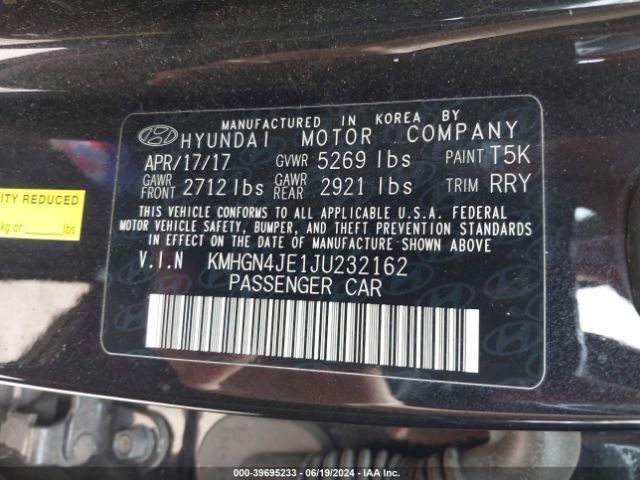 MANUFACTURED IN KOREA BY
HYUNDAI MOTOR COMPANY
APR/17/17 GVWR 5269 lbs PAINT T5K
GAWR FRONT 2712 lbs GAWR REAR 2921 lbs TRIM RRY
THIS VEHICLE CONFORMS TO ALL APPLICABLE U.S.A. FEDERAL
MOTOR VEHICLE SAFETY, BUMPER, AND THEFT PREVENTION STANDARDS
IN EFFECT ON THE DATE OF MANUFACTURE SHOWN ABOVE
V.I.N KMHGN4JE1JU232162
PASSENGER CAR
ITY REDUCED
kg or lbs
000-39695233 - 06/19/2024 - IAA Inc.